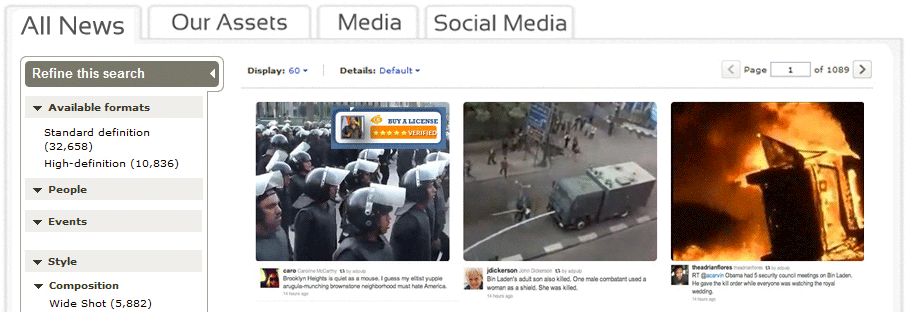 All News
Our Assets
Media
Social Media
Refine this search
Available formats
Standard definition
(32,658)
High-definition (10,836)
People
Events
Style
Composition
Wide Shot (5,882)
Display: 60
Details: Default
Page 1 of 1089
BUY A LICENSE
VERIFIED
caro Caroline McCarthy by adpulp
Brooklyn Heights is quiet as a mouse. I guess my elitist yuppie
arugula-munching brownstone neighborhood must hate America.
14 hours ago
jdickerson John Dickerson by adpulp
Bin Laden's adult son also killed. One male combatant used a
woman as a shield. She was killed.
14 hours ago
theadrianflores theadrianflores by adpulp
RT @acarvin Obama had 5 security council meetings on Bin Laden.
He gave the kill order while everyone was watching the royal
wedding.
14 hours ago